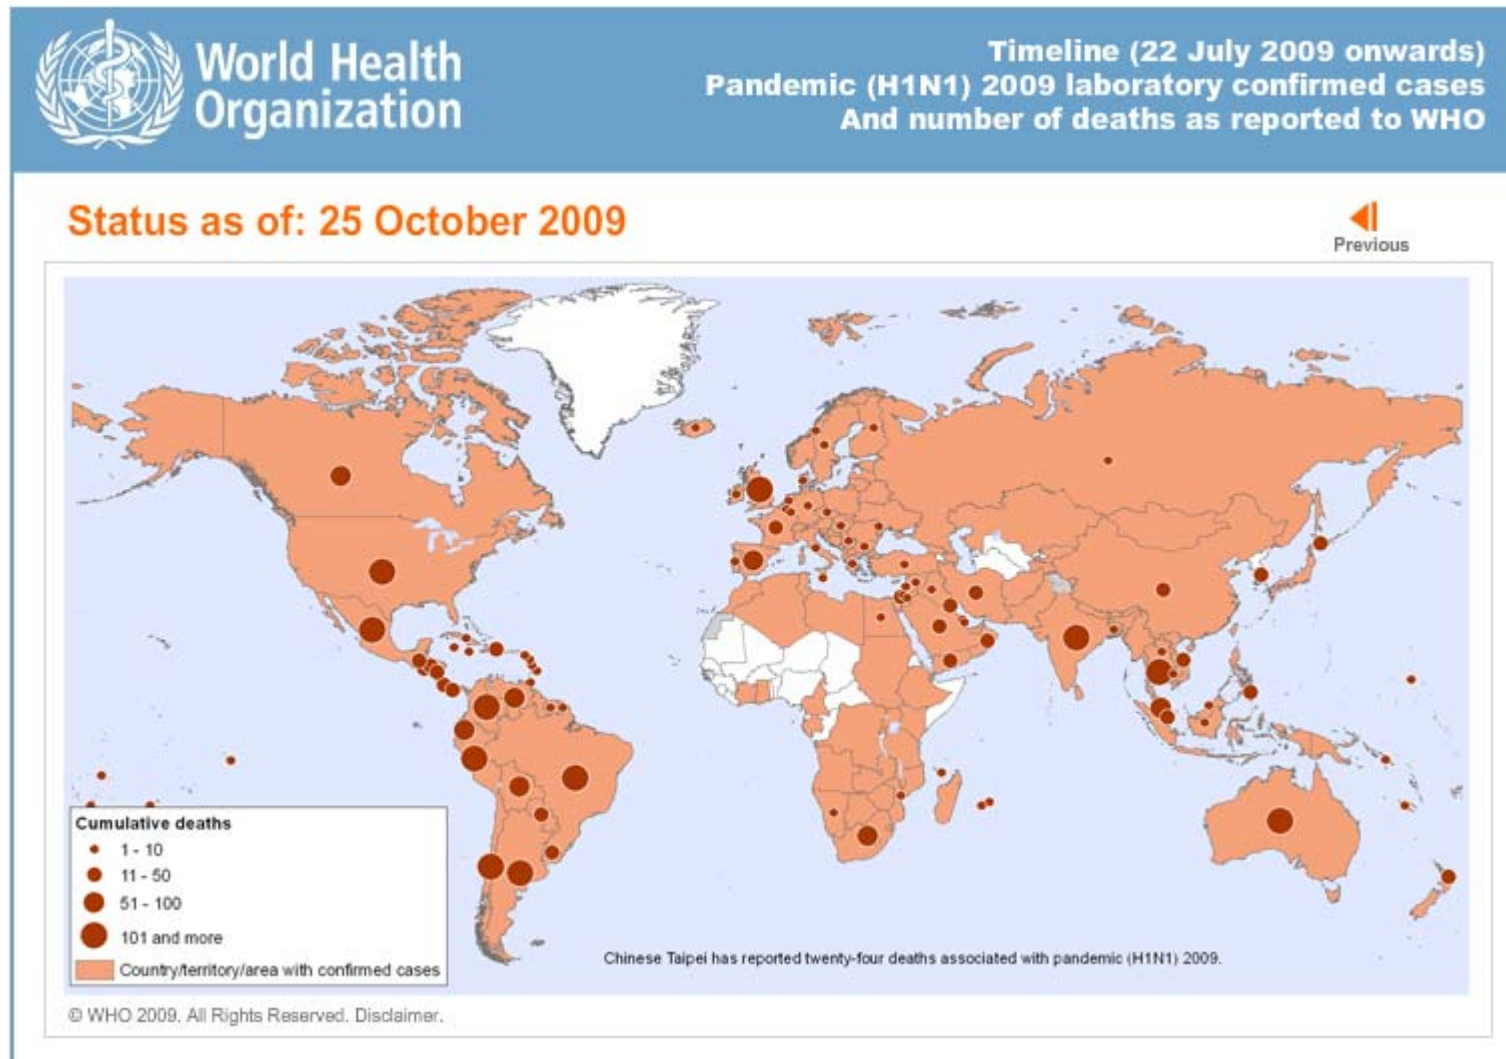 World Health
Organization
Timeline (22 July 2009 onwards)
Pandemic (H1N1) 2009 laboratory confirmed cases
And number of deaths as reported to WHO
Status as of: 25 October 2009
Previous
Cumulative deaths
1 - 10
11 - 50
51 - 100
101 and more
Country/territory/area with confirmed cases
Chinese Taipei has reported twenty-four deaths associated with pandemic (H1N1) 2009.
© WHO 2009. All Rights Reserved. Disclaimer.